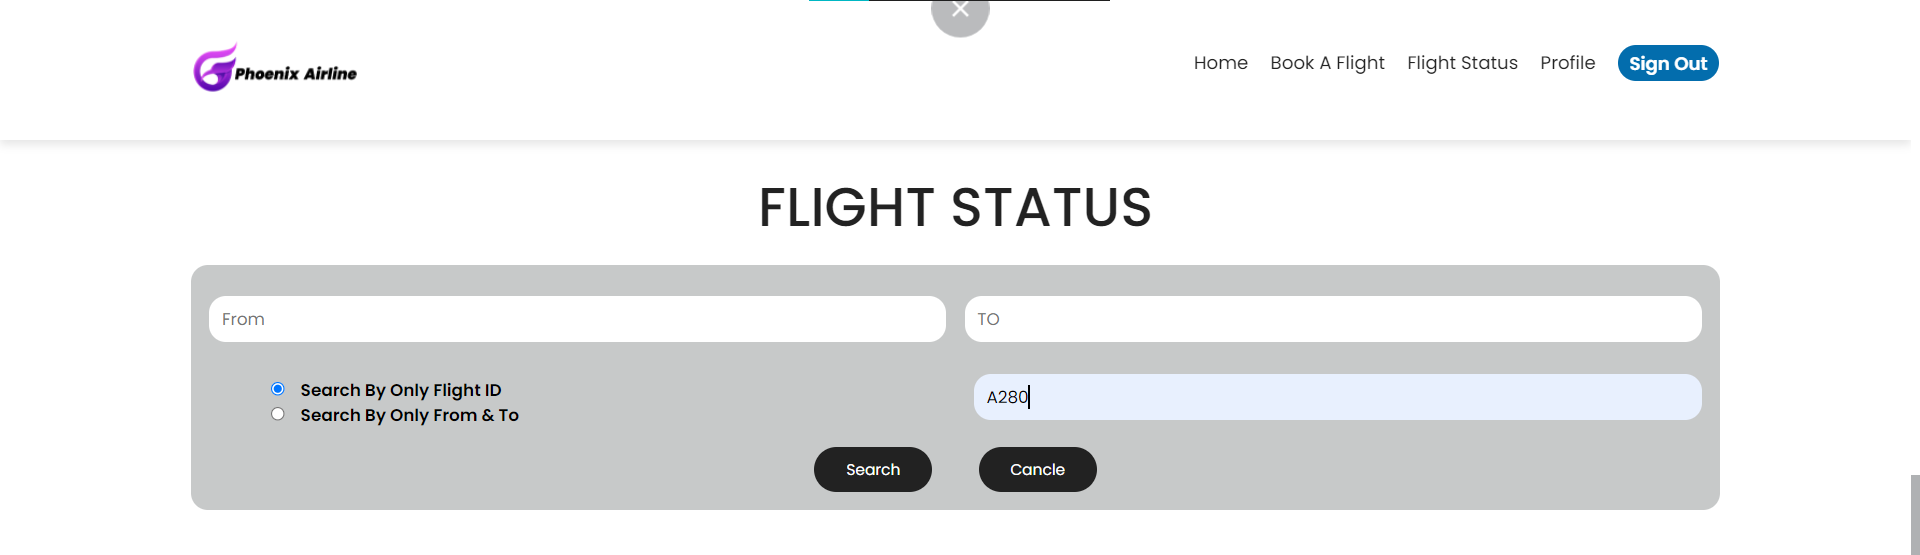 Phoenix Airline
Home Book A Flight Flight Status Profile Sign Out
FLIGHT STATUS
From TO
Search By Only Flight ID
A280
Search By Only From & To
Search Cancle